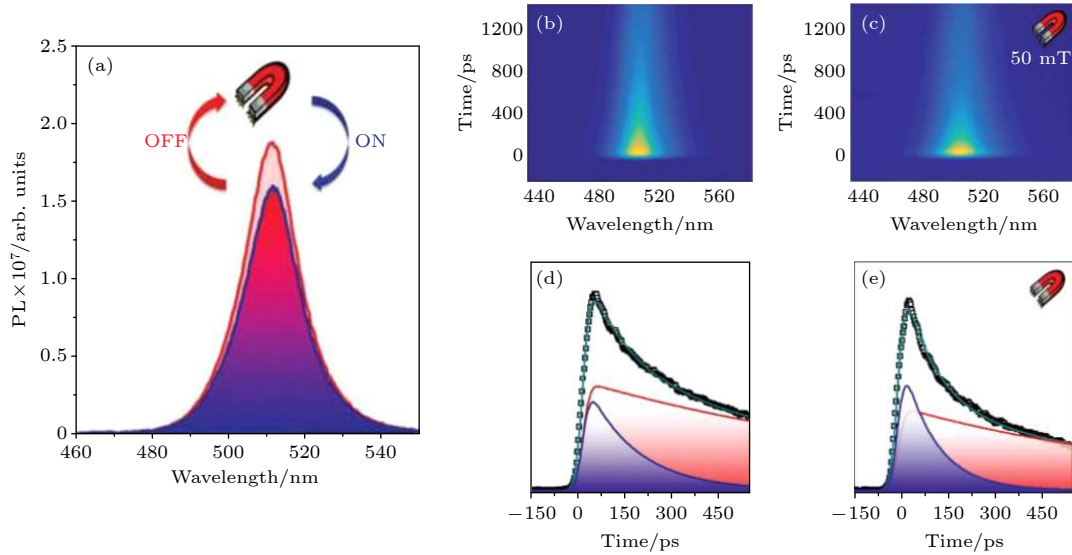 (a)
2.5
2.0
1.5
1.0
0.5
0
PL×10⁷/arb. units
OFF
ON
460 480 500 520 540
Wavelength/nm
(b)
1200
800
400
0
Time/ps
440 480 520 560
Wavelength/nm
(c)
50 mT
1200
800
400
0
Time/ps
440 480 520 560
Wavelength/nm
(d)
−150 0 150 300 450
Time/ps
(e)
−150 0 150 300 450
Time/ps